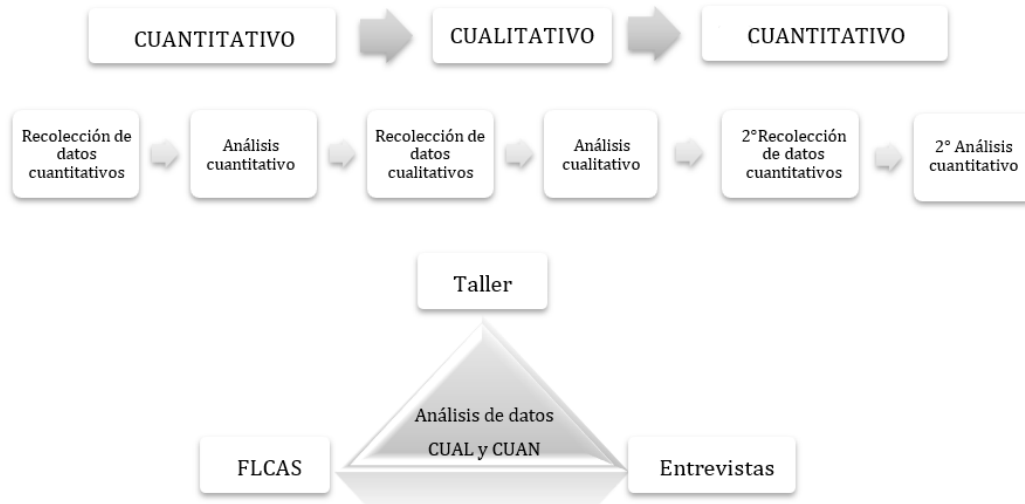 CUANTITATIVO
CUALITATIVO
CUANTITATIVO
Recolección de
datos
cuantitativos
Análisis
cuantitativo
Recolección de
datos
cualitativos
Análisis
cualitativo
2°Recolección
de datos
cuantitativos
2° Análisis
cuantitativo
Taller
Análisis de datos
CUAL y CUAN
FLCAS
Entrevistas